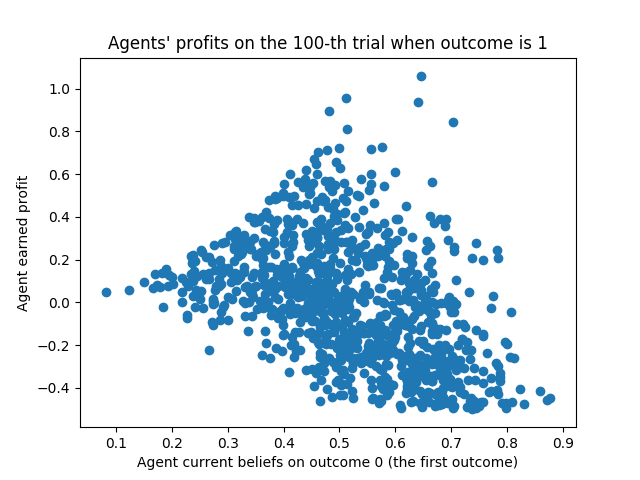 Agents' profits on the 100-th trial when outcome is 1
Agent earned profit
1.0
0.8
0.6
0.4
0.2
0.0
−0.2
−0.4
0.1 0.2 0.3 0.4 0.5 0.6 0.7 0.8 0.9
Agent current beliefs on outcome 0 (the first outcome)